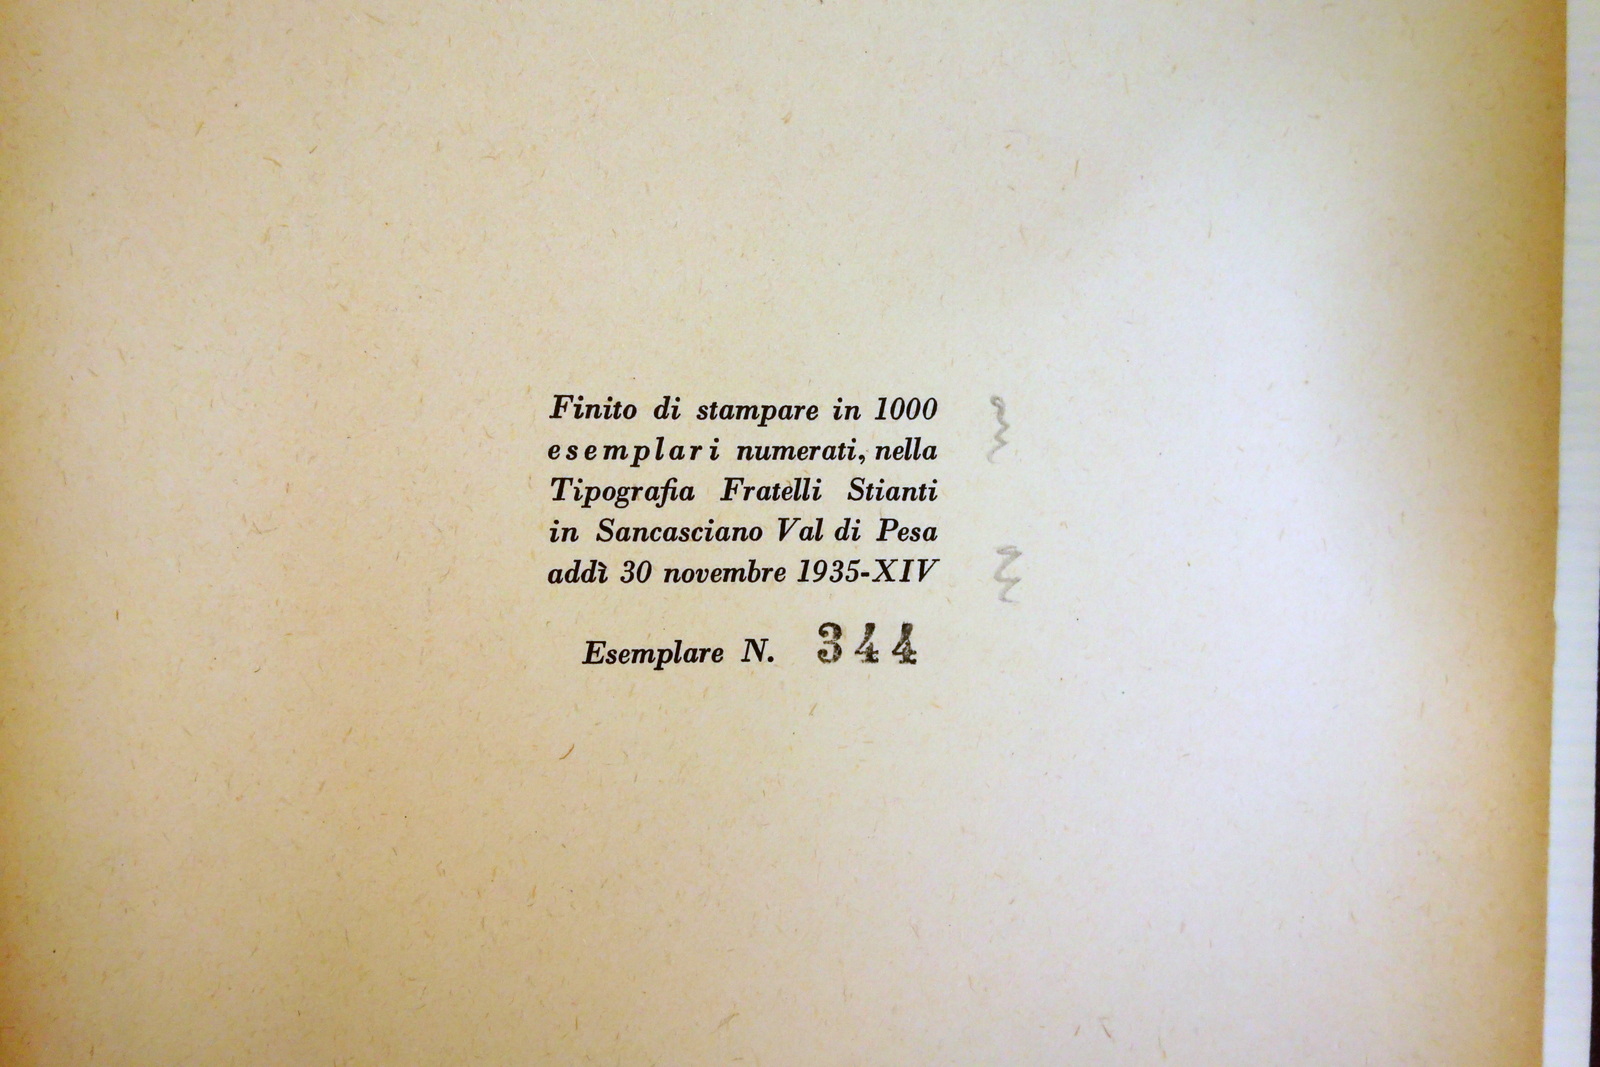 Finito di stampare in 1000
esemplari numerati, nella
Tipografia Fratelli Stianti
in Sancasciano Val di Pesa
addì 30 novembre 1935-XIV
Esemplare N. 344